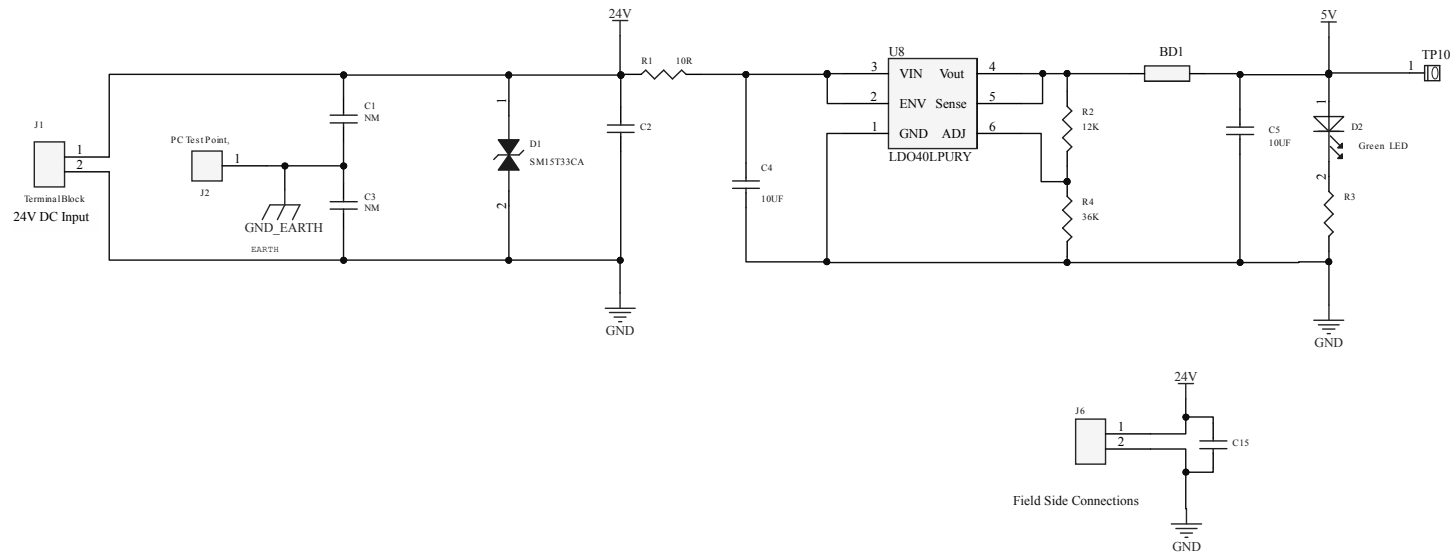 24V
J1
1
2
Terminal Block
24V DC Input
PC Test Point,
1
J2
GND_EARTH
EARTH
C1
NM
C3
NM
1
D1
SM15T33CA
2
C2
GND
R1 10R
C4
10UF
U8
3 VIN Vout 4
2 ENV Sense 5
1 GND ADJ 6
LDO40LPURY
R2
12K
R4
36K
BD1
C5
10UF
5V
1 TP10
1
D2
Green LED
2
R3
GND
24V
J6
1
2
C15
Field Side Connections
GND